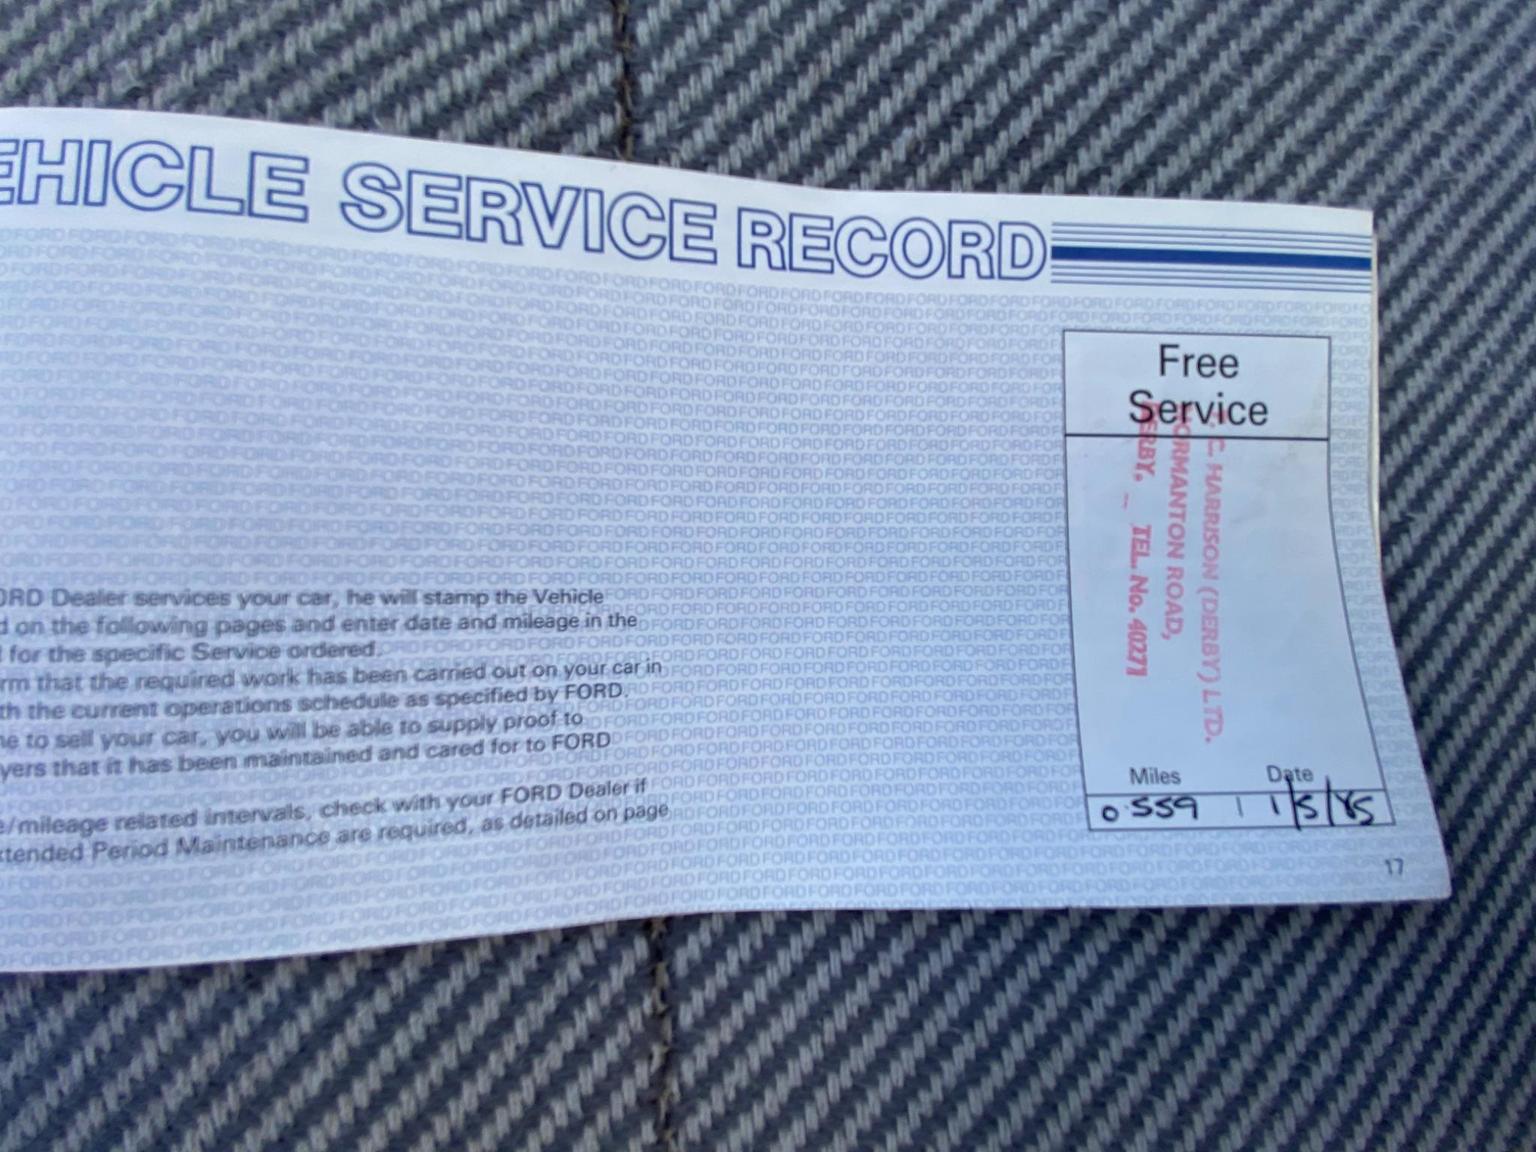 EHICLE SERVICE RECORD
Free
Service
. C. HARRISON (DERBY) LTD.
NORMANTON ROAD,
DERBY. TEL. No. 40271
ORD Dealer services your car, he will stamp the Vehicle
d on the following pages and enter date and mileage in the
for the specific Service ordered.
rm that the required work has been carried out on your car in
th the current operations schedule as specified by FORD.
ne to sell your car, you will be able to supply proof to
yers that it has been maintained and cared for to FORD
e/mileage related intervals, check with your FORD Dealer if
xtended Period Maintenance are required, as detailed on page
Miles Date
0559 1/5/85
17